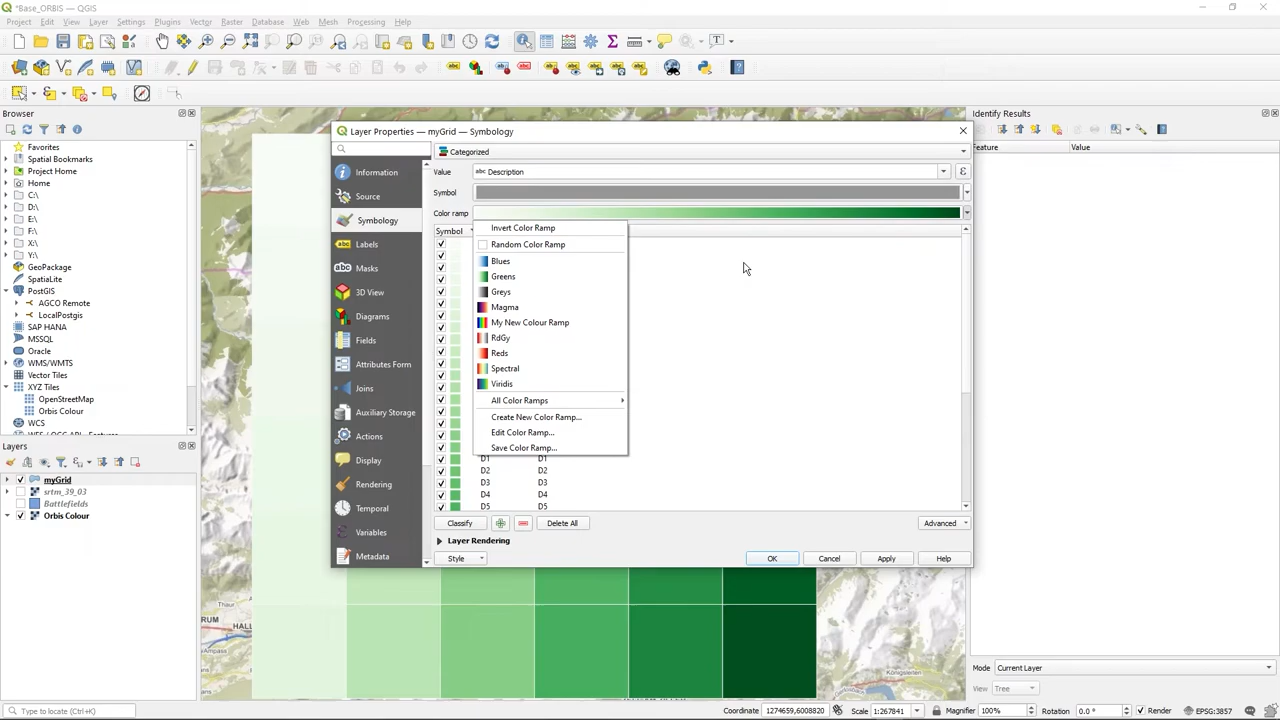 *Base_ORBIS — QGIS
Project Edit View Layer Settings Plugins Vector Raster Database Web Mesh Processing Help
Browser
Favorites
Spatial Bookmarks
Project Home
Home
C:\
D:\
E:\
F:\
X:\
Y:\
GeoPackage
SpatiaLite
PostGIS
AGCO Remote
LocalPostgis
SAP HANA
MSSQL
Oracle
WMS/WMTS
Vector Tiles
XYZ Tiles
OpenStreetMap
Orbis Colour
WCS
Layers
myGrid
srtm_39_03
Battlefields
Orbis Colour
Type to locate (Ctrl+K)
Layer Properties — myGrid — Symbology
Information
Source
Symbology
Labels
Masks
3D View
Diagrams
Fields
Attributes Form
Joins
Auxiliary Storage
Actions
Display
Rendering
Temporal
Variables
Metadata
Categorized
Value abc Description
Symbol
Color ramp
Symbol
Invert Color Ramp
Random Color Ramp
Blues
Greens
Greys
Magma
My New Colour Ramp
RdGy
Reds
Spectral
Viridis
All Color Ramps
Create New Color Ramp...
Edit Color Ramp...
Save Color Ramp...
D1 D1
D2 D2
D3 D3
D4 D4
D5 D5
Classify Delete All Advanced
Layer Rendering
Style OK Cancel Apply Help
Thaur
RUM
HALL
Königsleiten
Identify Results
Feature Value
Mode Current Layer
View Tree
Coordinate 1274659,6008820 Scale 1:267841 Magnifier 100% Rotation 0.0 ° Render EPSG:3857